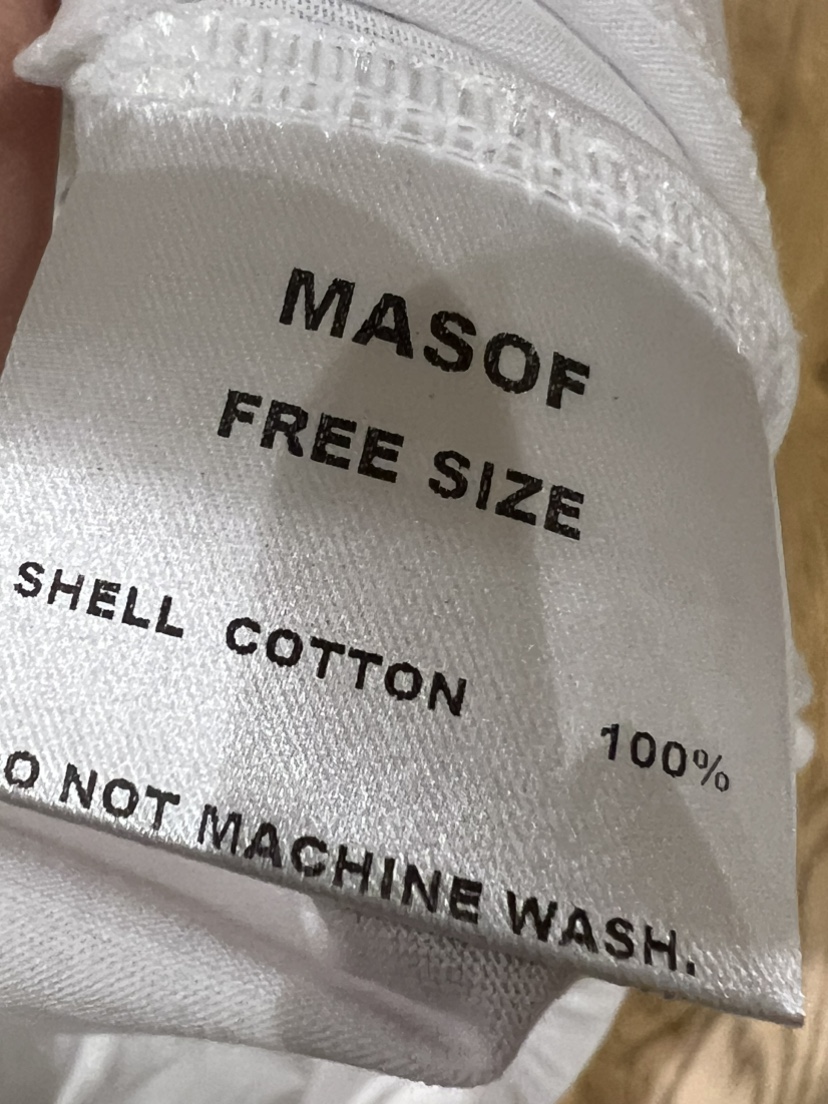 MASOF
FREE SIZE
SHELL COTTON 100%
O NOT MACHINE WASH.